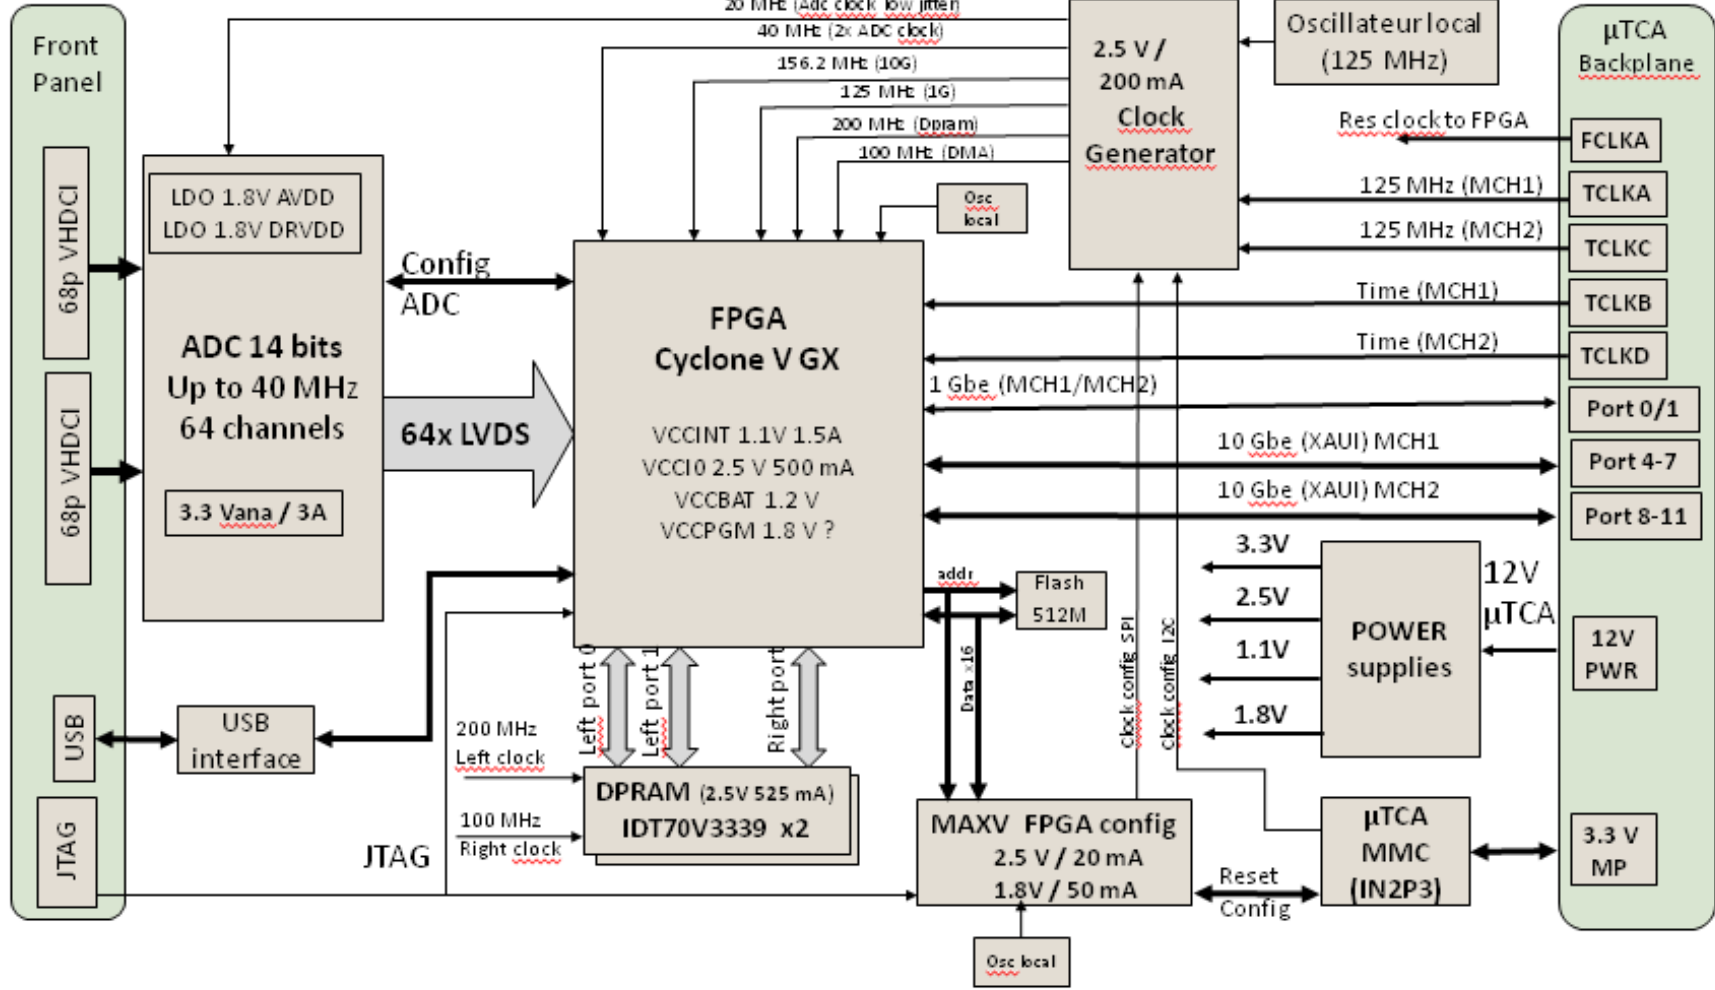 20 MHz (Adc clock low jitter)
40 MHz (2x ADC clock)
156.2 MHz (10G)
125 MHz (1G)
200 MHz (Dpram)
100 MHz (DMA)
Front
Panel
68p VHDCI
68p VHDCI
USB
JTAG
LDO 1.8V AVDD
LDO 1.8V DRVDD
ADC 14 bits
Up to 40 MHz
64 channels
3.3 Vana / 3A
Config
ADC
64x LVDS
USB
interface
JTAG
Osc
local
FPGA
Cyclone V GX
VCCINT 1.1V 1.5A
VCCIO 2.5 V 500 mA
VCCBAT 1.2 V
VCCPGM 1.8 V ?
Left port 0
Left port 1
Right port
200 MHz
Left clock
100 MHz
Right clock
DPRAM (2.5V 525 mA)
IDT70V3339 x2
2.5 V /
200 mA
Clock
Generator
Oscillateur local
(125 MHz)
Res clock to FPGA
125 MHz (MCH1)
125 MHz (MCH2)
Time (MCH1)
Time (MCH2)
1 Gbe (MCH1/MCH2)
10 Gbe (XAUI) MCH1
10 Gbe (XAUI) MCH2
addr
Data x16
Flash
512M
Clock config SPI
Clock config I2C
MAXV FPGA config
2.5 V / 20 mA
1.8V / 50 mA
Osc local
Reset
Config
3.3V
2.5V
1.1V
1.8V
POWER
supplies
12V
µTCA
µTCA
MMC
(IN2P3)
µTCA
Backplane
FCLKA
TCLKA
TCLKC
TCLKB
TCLKD
Port 0/1
Port 4-7
Port 8-11
12V
PWR
3.3 V
MP